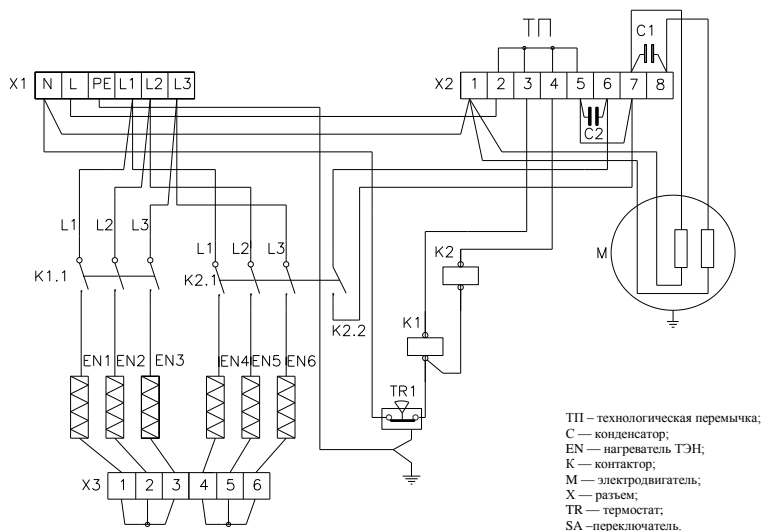 ТП
C1
X1 N L PE L1 L2 L3
X2 1 2 3 4 5 6 7 8
C2
L1 L2 L3
L1 L2 L3
K2
M
K1.1
K2.1
K2.2
K1
EN1 EN2 EN3 EN4 EN5 EN6
TR1
X3 1 2 3 4 5 6
ТП – технологическая перемычка;
С — конденсатор;
EN — нагреватель ТЭН;
К — контактор;
М — электродвигатель;
Х — разъем;
TR — термостат;
SA –переключатель.